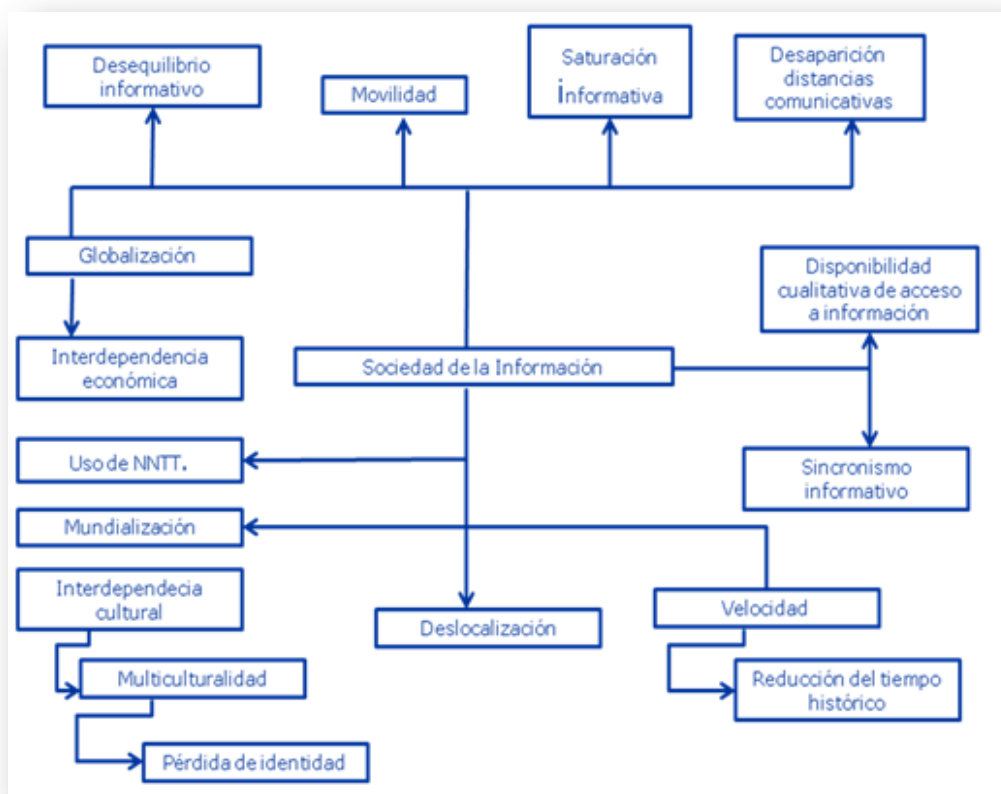 Desequilibrio
informativo
Movilidad
Saturación
informativa
Desaparición
distancias
comunicativas
Globalización
Disponibilidad
cualitativa de acceso
a información
Interdependencia
económica
Sociedad de la Información
Uso de NNTT.
Sincronismo
informativo
Mundialización
Interdependecia
cultural
Deslocalización
Velocidad
Multiculturalidad
Reducción del tiempo
histórico
Pérdida de identidad